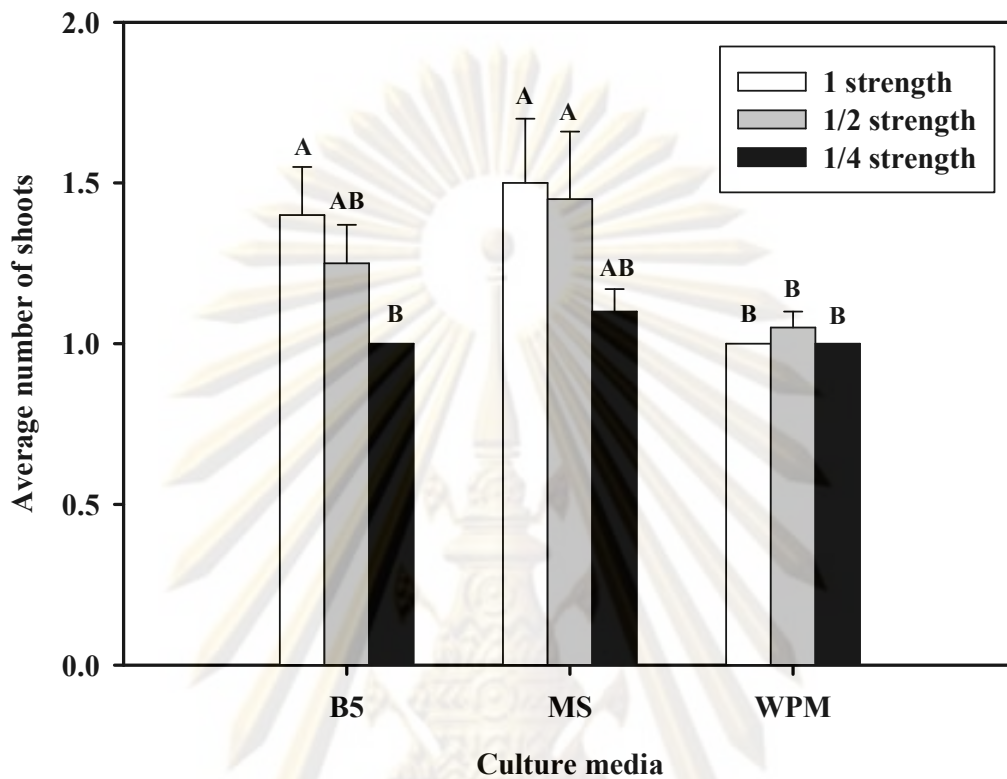 2.0
1 strength
1/2 strength
1/4 strength
A
A
A
1.5
AB
AB
B
B
B
B
1.0
0.5
0.0
Average number of shoots
B5
MS
WPM
Culture media